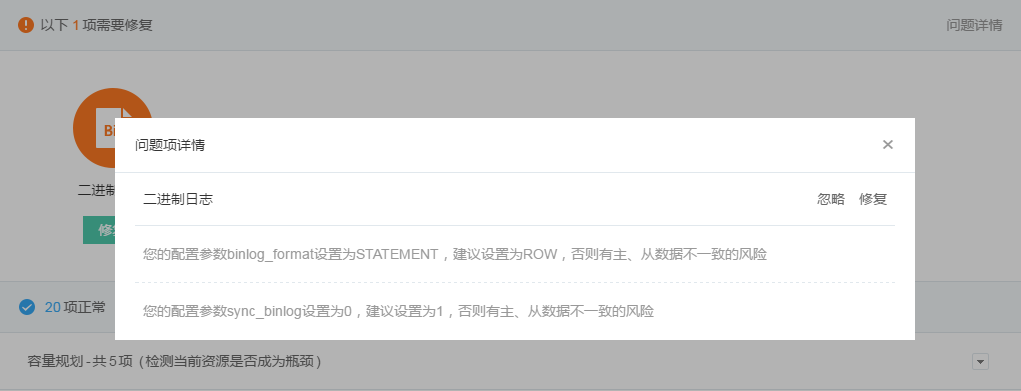 以下 1 项需要修复
问题详情
Bi
问题项详情
×
二进制
二进制日志
忽略 修复
修
您的配置参数binlog_format设置为STATEMENT，建议设置为ROW，否则有主、从数据不一致的风险
您的配置参数sync_binlog设置为0，建议设置为1，否则有主、从数据不一致的风险
20 项正常
容量规划 - 共 5 项（检测当前资源是否成为瓶颈）